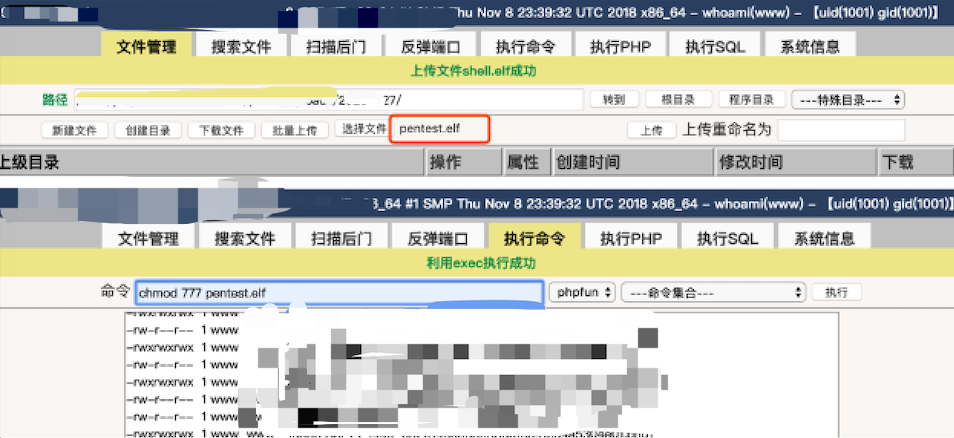 Thu Nov 8 23:39:32 UTC 2018 x86_64 – whoami(www) – 【uid(1001) gid(1001)】
文件管理 搜索文件 扫描后门 反弹端口 执行命令 执行PHP 执行SQL 系统信息
上传文件shell.elf成功
路径 27/ 转到 根目录 程序目录 ---特殊目录---
新建文件 创建目录 下载文件 批量上传 选择文件 pentest.elf 上传 上传重命名为
上级目录 操作 属性 创建时间 修改时间 下载
_64 #1 SMP Thu Nov 8 23:39:32 UTC 2018 x86_64 – whoami(www) – 【uid(1001) gid(1001)】
文件管理 搜索文件 扫描后门 反弹端口 执行命令 执行PHP 执行SQL 系统信息
利用exec执行成功
命令 chmod 777 pentest.elf phpfun ---命令集合--- 执行
-rwxrwxrwx 1 www
-rw-r--r-- 1 www
-rwxrwxrwx 1 www
-rw-r--r-- 1 www
-rwxrwxrwx 1 www
-rw-r--r-- 1 www
-rwxrwxrwx 1 www